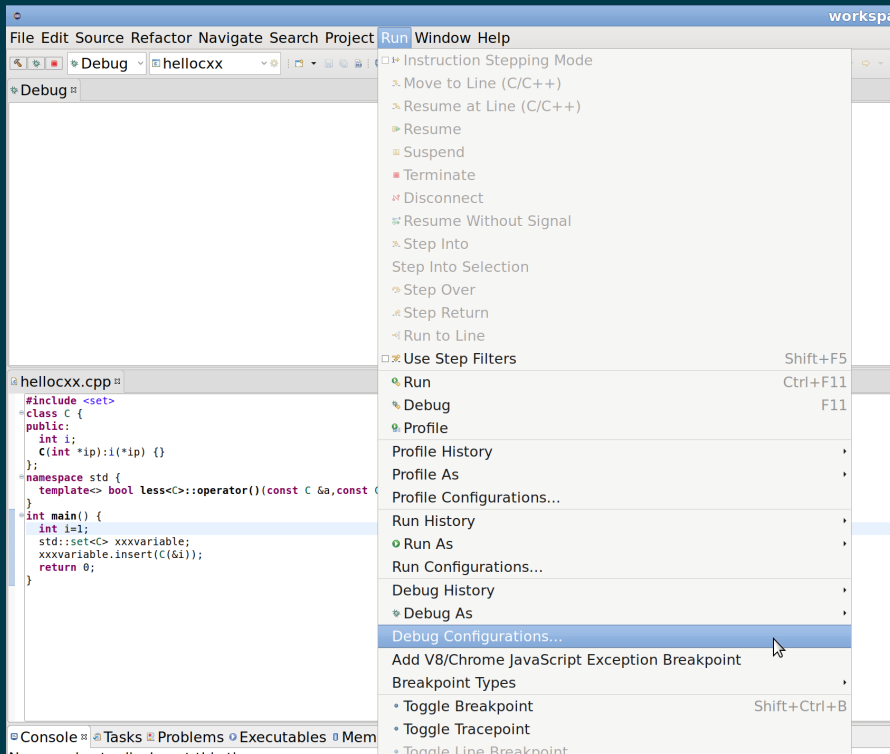 workspa
File Edit Source Refactor Navigate Search Project Run Window Help
Debug hellocxx
Debug
Instruction Stepping Mode
Move to Line (C/C++)
Resume at Line (C/C++)
Resume
Suspend
Terminate
Disconnect
Resume Without Signal
Step Into
Step Into Selection
Step Over
Step Return
Run to Line
Use Step Filters Shift+F5
Run Ctrl+F11
Debug F11
Profile
Profile History
Profile As
Profile Configurations...
Run History
Run As
Run Configurations...
Debug History
Debug As
Debug Configurations...
Add V8/Chrome JavaScript Exception Breakpoint
Breakpoint Types
Toggle Breakpoint Shift+Ctrl+B
Toggle Tracepoint
Toggle Line Breakpoint
hellocxx.cpp
#include <set>
class C {
public:
int i;
C(int *ip):i(*ip) {}
};
namespace std {
template<> bool less<C>::operator()(const C &a,const C
}
int main() {
int i=1;
std::set<C> xxxvariable;
xxxvariable.insert(C(&i));
return 0;
}
Console Tasks Problems Executables Mem